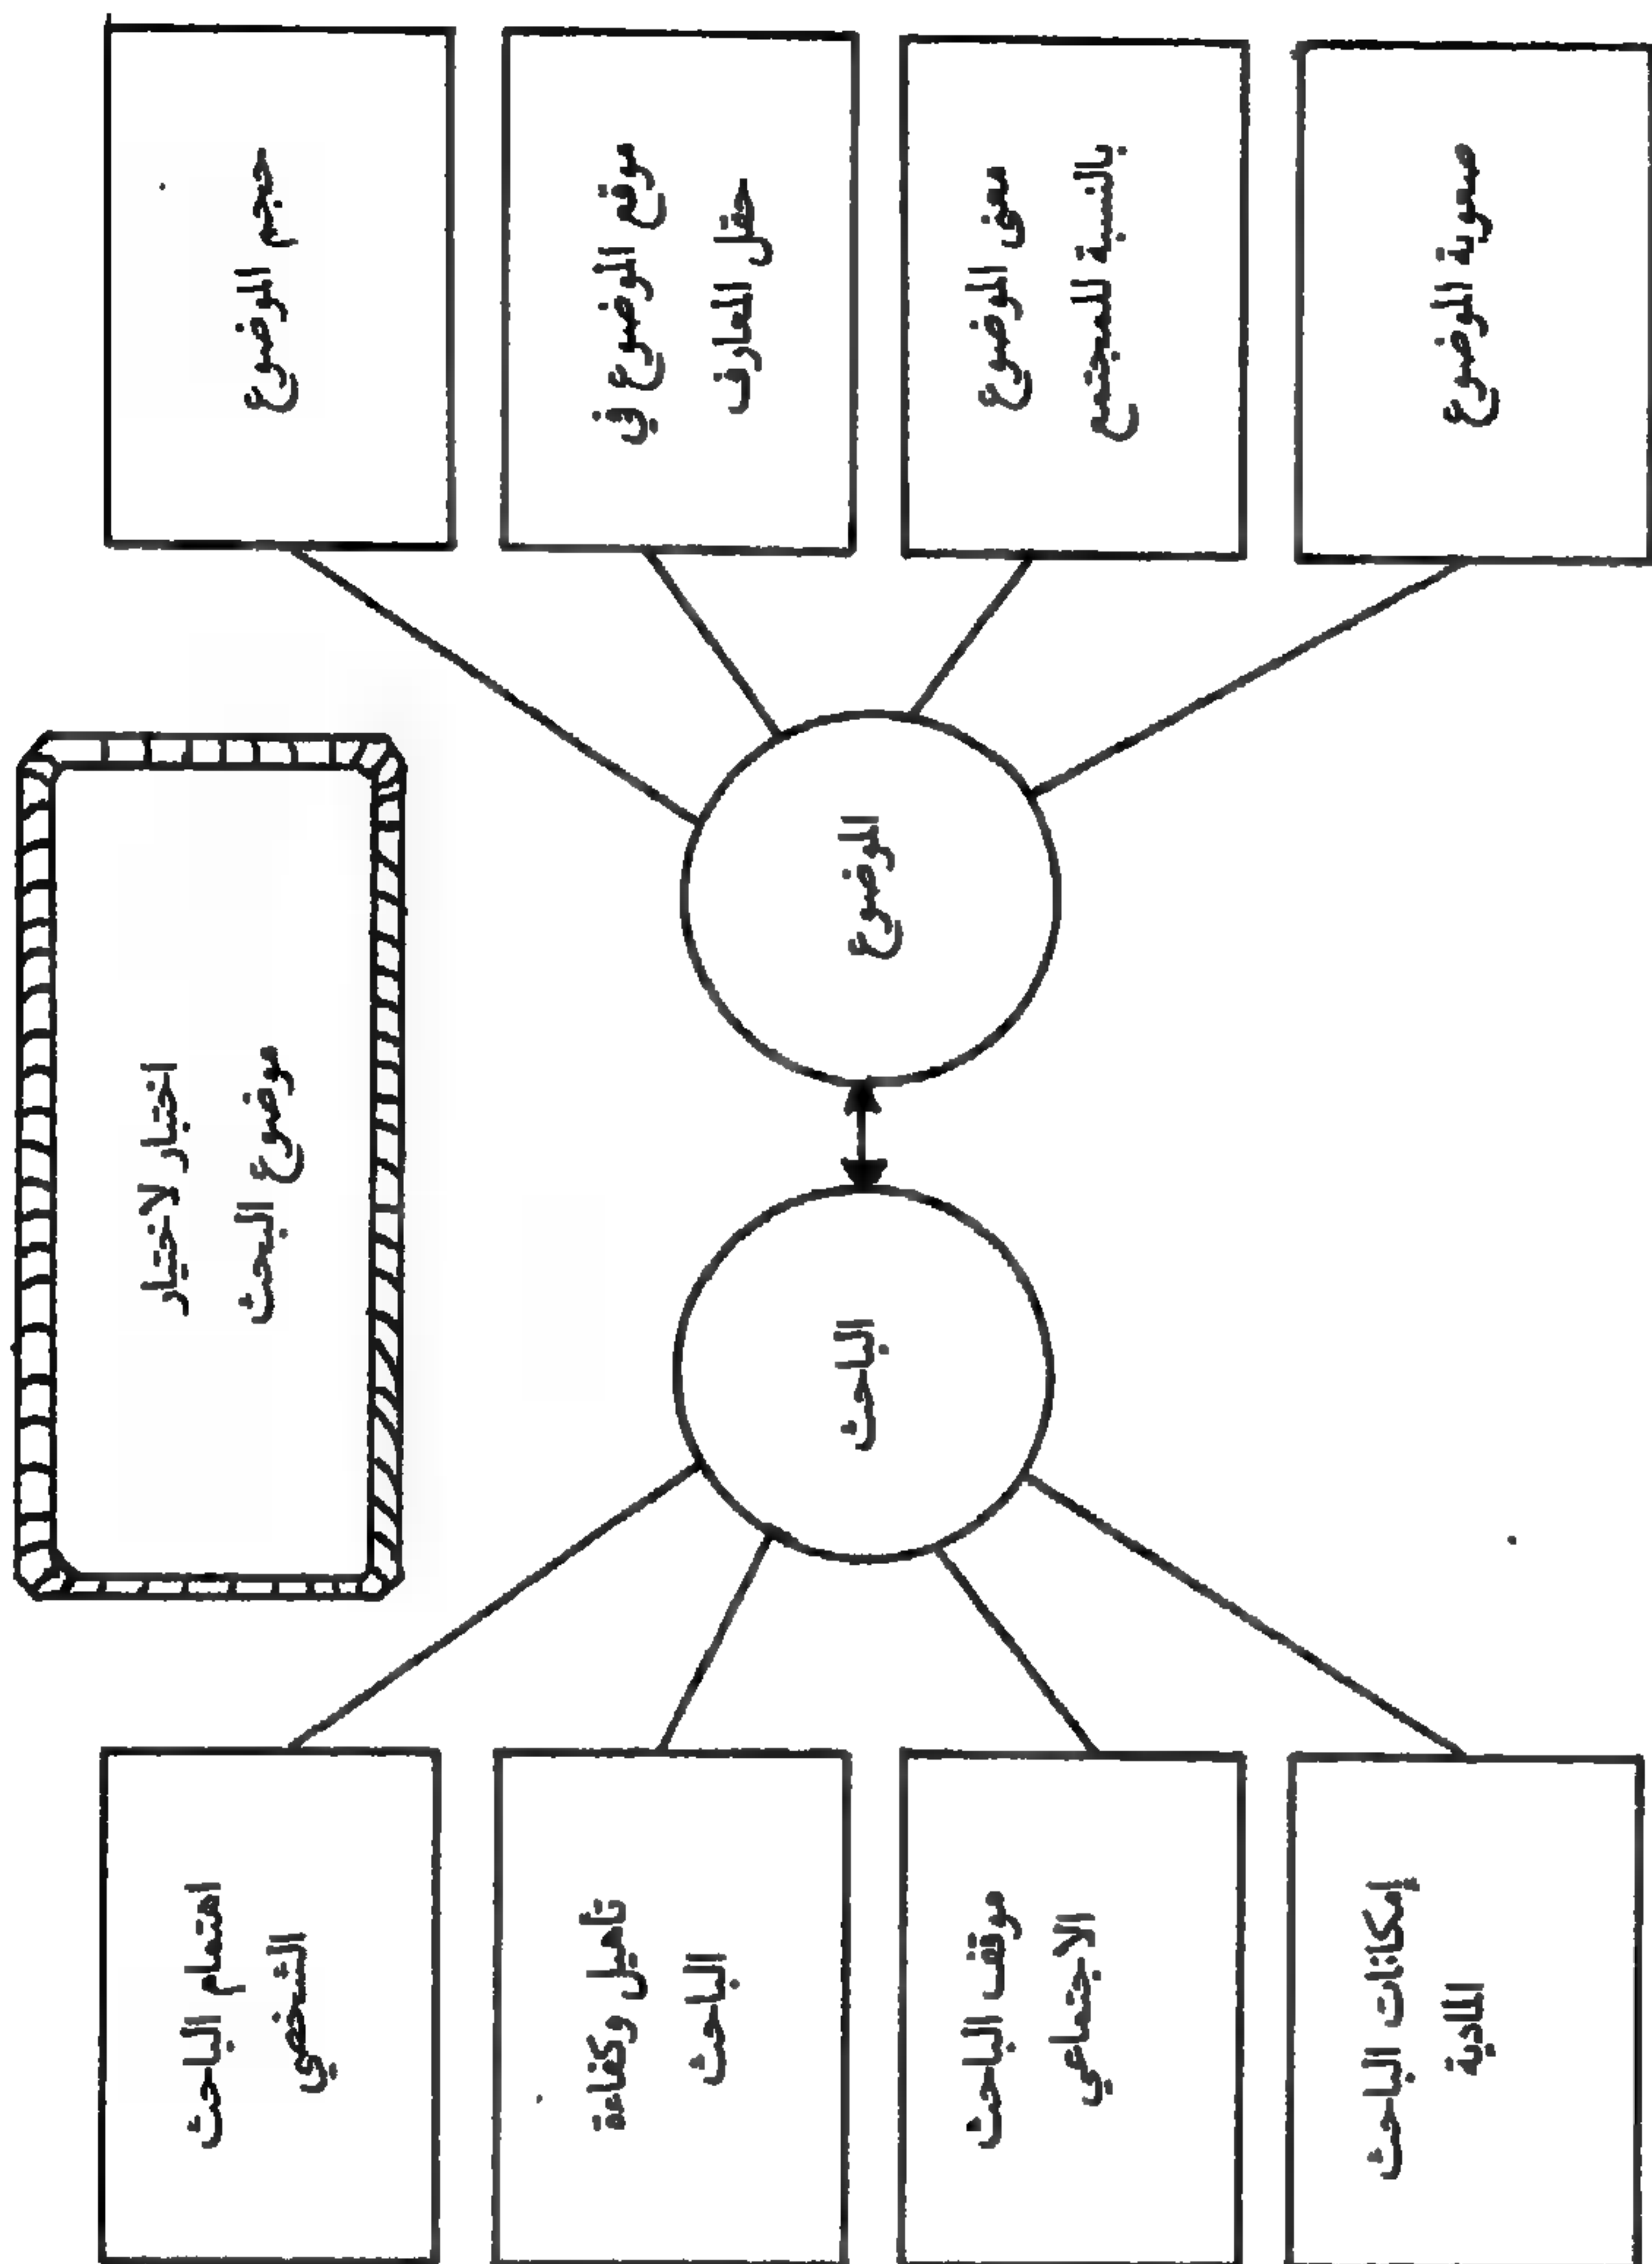 اختبار لاختيار
موضوع البحث
حجم الموضوع
موقع الموضوع في
حقل المعارف
معنى الموضوع
بالنسبة للمجتمع
صعوبة الموضوع
الموضوع
الباحث
اهتمام الباحث
الشخصي
تأهيل وكفاءة
الباحث
موقف الباحث
الاجتماعي
إمكانات الباحث
المادية